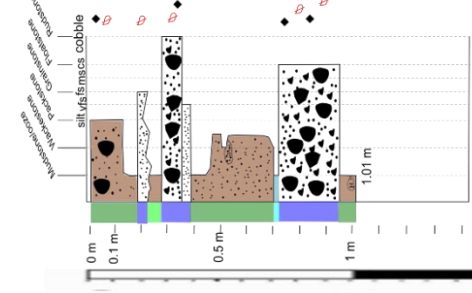 Rudstone
Floatstone
Grainstone
Packstone
Wackestone
Mudstone/ooze
silt vfs fs ms cs cobble
1.01 m
0 m
0.1 m
0.5 m
1 m